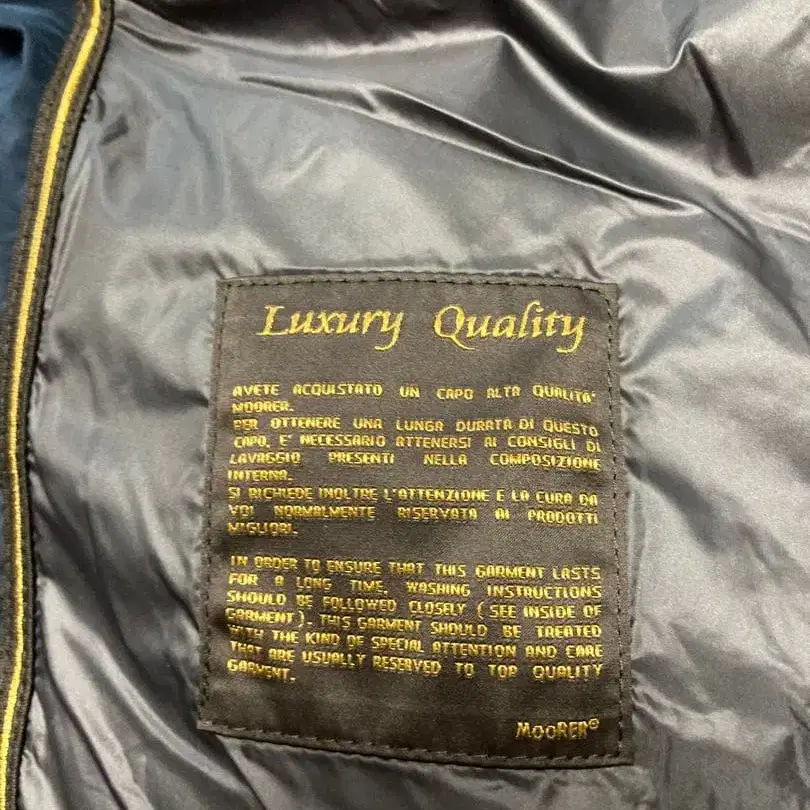 Luxury Quality
AVETE ACQUISTATO UN CAPO ALTA QUALITA'
MOORER.
PER OTTENERE UNA LUNGA DURATA DI QUESTO
CAPO, E' NECESSARIO ATTENERSI AI CONSIGLI DI
LAVAGGIO PRESENTI NELLA COMPOSIZIONE
INTERNA.
SI RICHIEDE INOLTRE L'ATTENZIONE E LA CURA DA
VOI NORMALMENTE RISERVATA AI PRODOTTI
MIGLIORI.
IN ORDER TO ENSURE THAT THIS GARMENT LASTS
FOR A LONG TIME, WASHING INSTRUCTIONS
SHOULD BE FOLLOWED CLOSELY (SEE INSIDE OF
GARMENT). THIS GARMENT SHOULD BE TREATED
WITH THE KIND OF SPECIAL ATTENTION AND CARE
THAT ARE USUALLY RESERVED TO TOP QUALITY
GARMENT.
MOORER®